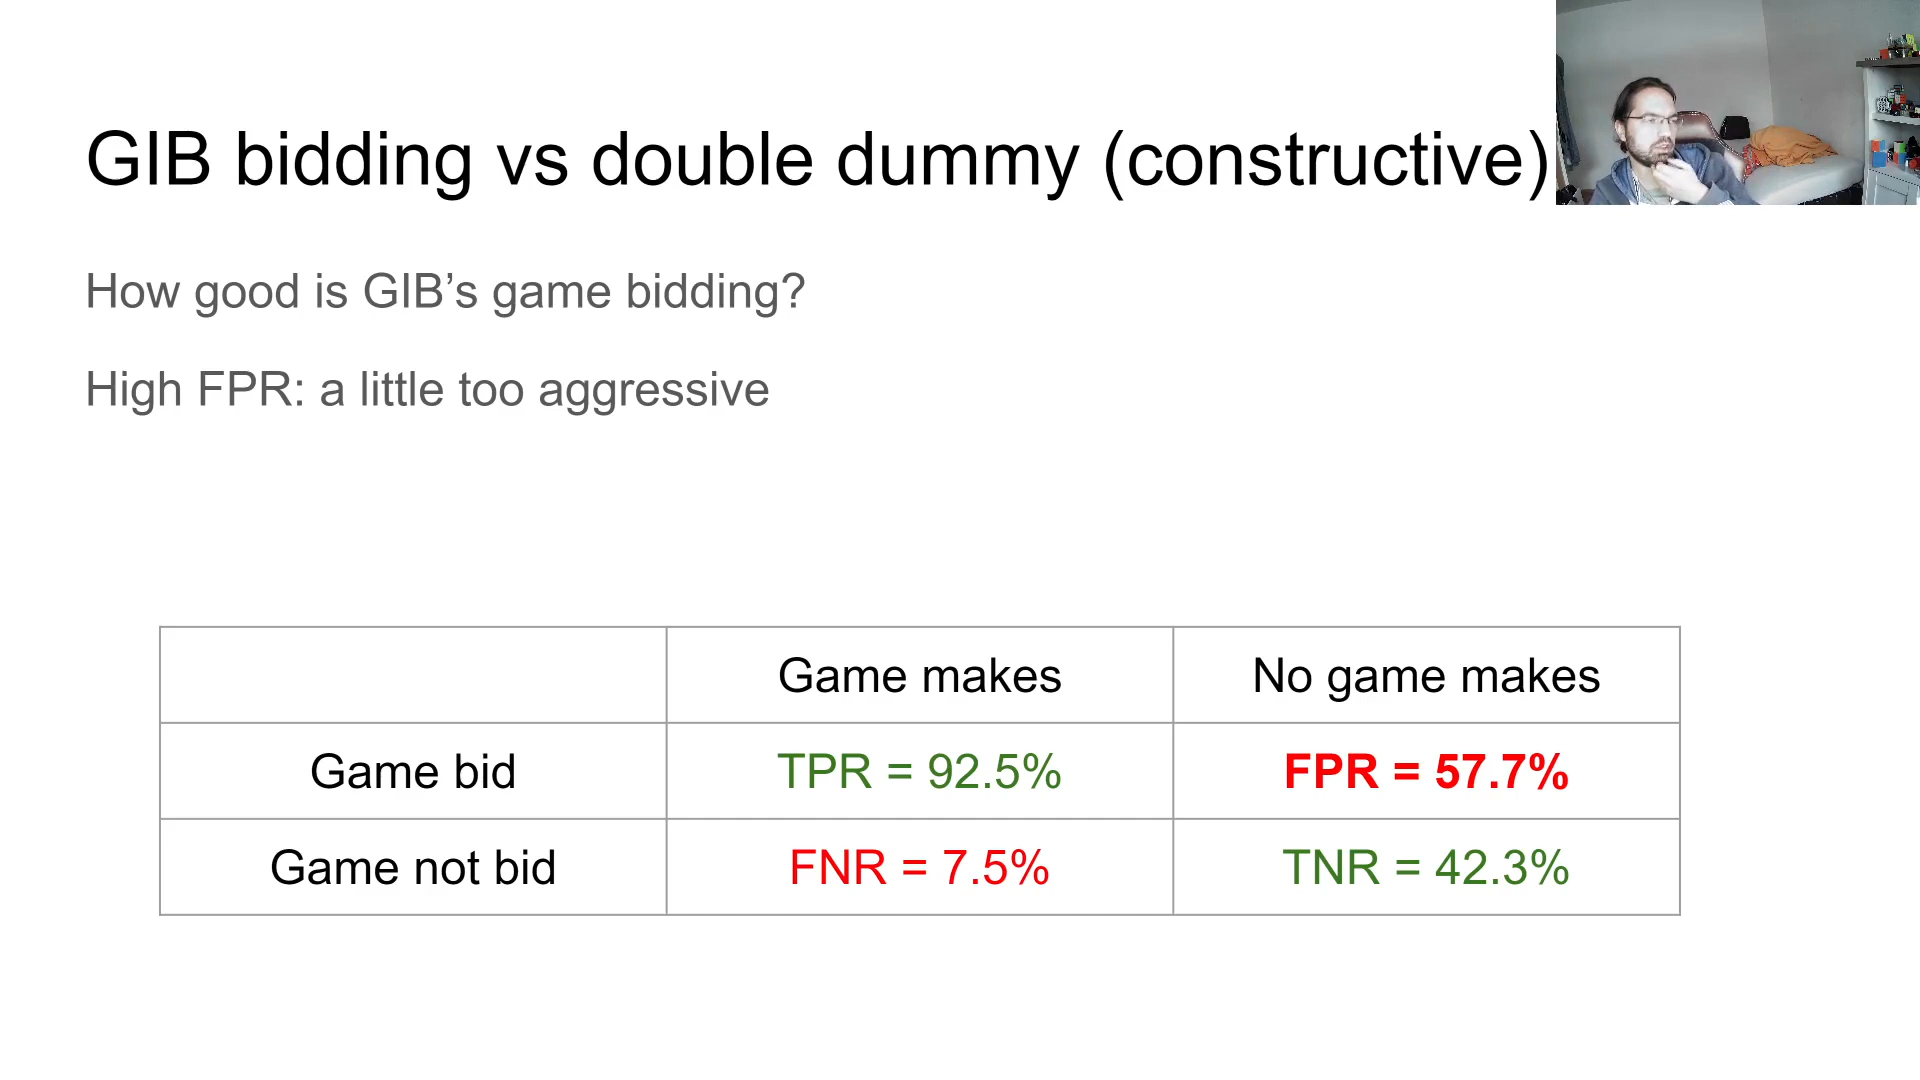 GIB bidding vs double dummy (constructive)
How good is GIB’s game bidding?
High FPR: a little too aggressive
Game makes
No game makes
Game bid
TPR = 92.5%
FPR = 57.7%
Game not bid
FNR = 7.5%
TNR = 42.3%